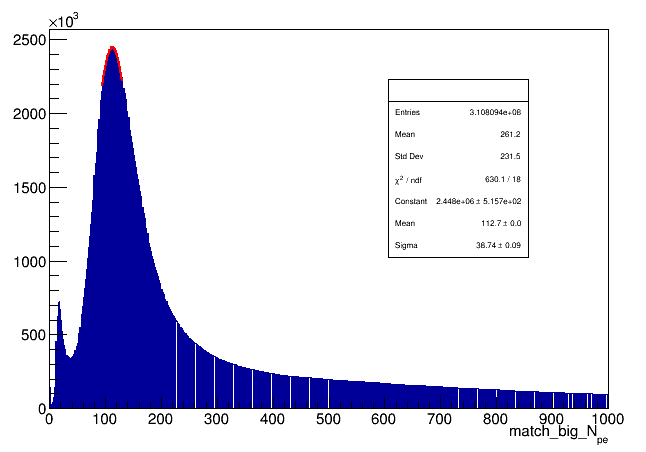 ×10³
2500
2000
1500
1000
500
0
0 100 200 300 400 500 600 700 800 900 1000
match_big_N_pe
Entries 3.108094e+08
Mean 261.2
Std Dev 231.5
χ² / ndf 630.1 / 18
Constant 2.448e+06 ± 5.157e+02
Mean 112.7 ± 0.0
Sigma 38.74 ± 0.09